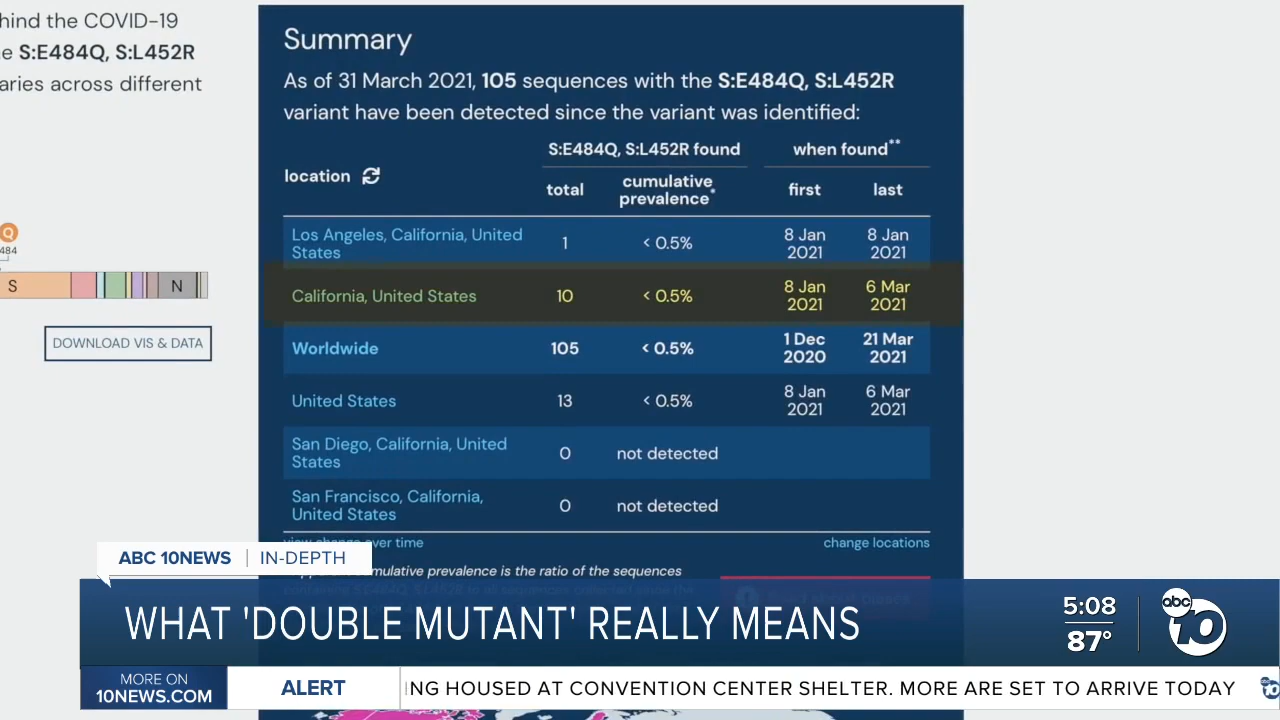 hind the COVID-19
e S:E484Q, S:L452R
aries across different
Q
484
S
N
DOWNLOAD VIS & DATA
Summary
As of 31 March 2021, 105 sequences with the S:E484Q, S:L452R
variant have been detected since the variant was identified:
S:E484Q, S:L452R found when found**
location total cumulative prevalence* first last
Los Angeles, California, United States 1 < 0.5% 8 Jan 2021 8 Jan 2021
California, United States 10 < 0.5% 8 Jan 2021 6 Mar 2021
Worldwide 105 < 0.5% 1 Dec 2020 21 Mar 2021
United States 13 < 0.5% 8 Jan 2021 6 Mar 2021
San Diego, California, United States 0 not detected
San Francisco, California, United States 0 not detected
view change over time change locations
cumulative prevalence is the ratio of the sequences
ABC 10NEWS | IN-DEPTH
WHAT 'DOUBLE MUTANT' REALLY MEANS
5:08
87°
abc 10
MORE ON
10NEWS.COM
ALERT
ING HOUSED AT CONVENTION CENTER SHELTER. MORE ARE SET TO ARRIVE TODAY